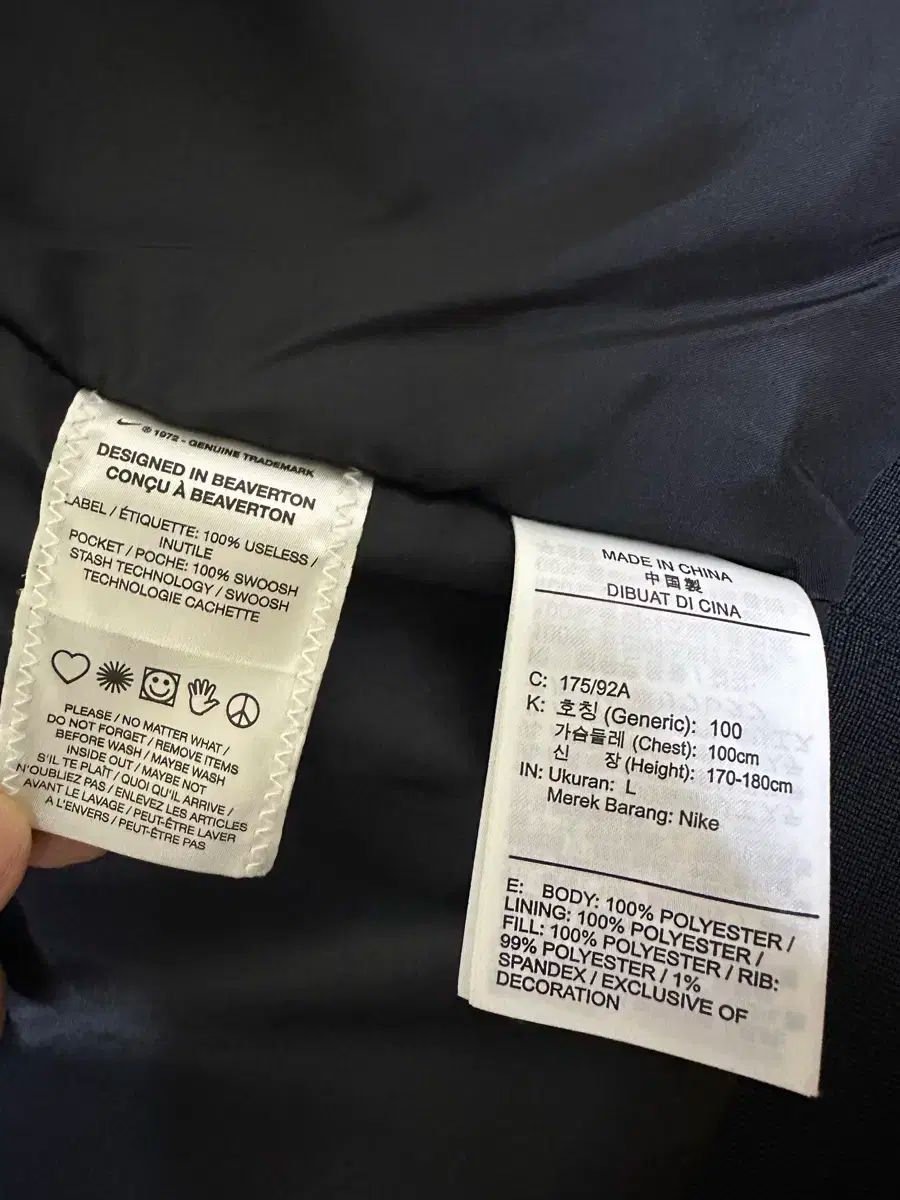 ® 1972 - GENUINE TRADEMARK
DESIGNED IN BEAVERTON
CONÇU À BEAVERTON
LABEL / ÉTIQUETTE: 100% USELESS /
INUTILE
POCKET / POCHE: 100% SWOOSH
STASH TECHNOLOGY / SWOOSH
TECHNOLOGIE CACHETTE
PLEASE / NO MATTER WHAT /
DO NOT FORGET / REMOVE ITEMS
BEFORE WASH / MAYBE WASH
INSIDE OUT / MAYBE NOT
S'IL TE PLAÎT / QUOI QU'IL ARRIVE /
N'OUBLIEZ PAS / ENLEVEZ LES ARTICLES
AVANT LE LAVAGE / PEUT-ÊTRE LAVER
A L'ENVERS / PEUT-ÊTRE PAS
MADE IN CHINA
中国製
DIBUAT DI CINA
C: 175/92A
K: 호칭 (Generic): 100
가슴둘레 (Chest): 100cm
신 장 (Height): 170-180cm
IN: Ukuran: L
Merek Barang: Nike
E: BODY: 100% POLYESTER /
LINING: 100% POLYESTER /
FILL: 100% POLYESTER / RIB:
99% POLYESTER / 1%
SPANDEX / EXCLUSIVE OF
DECORATION